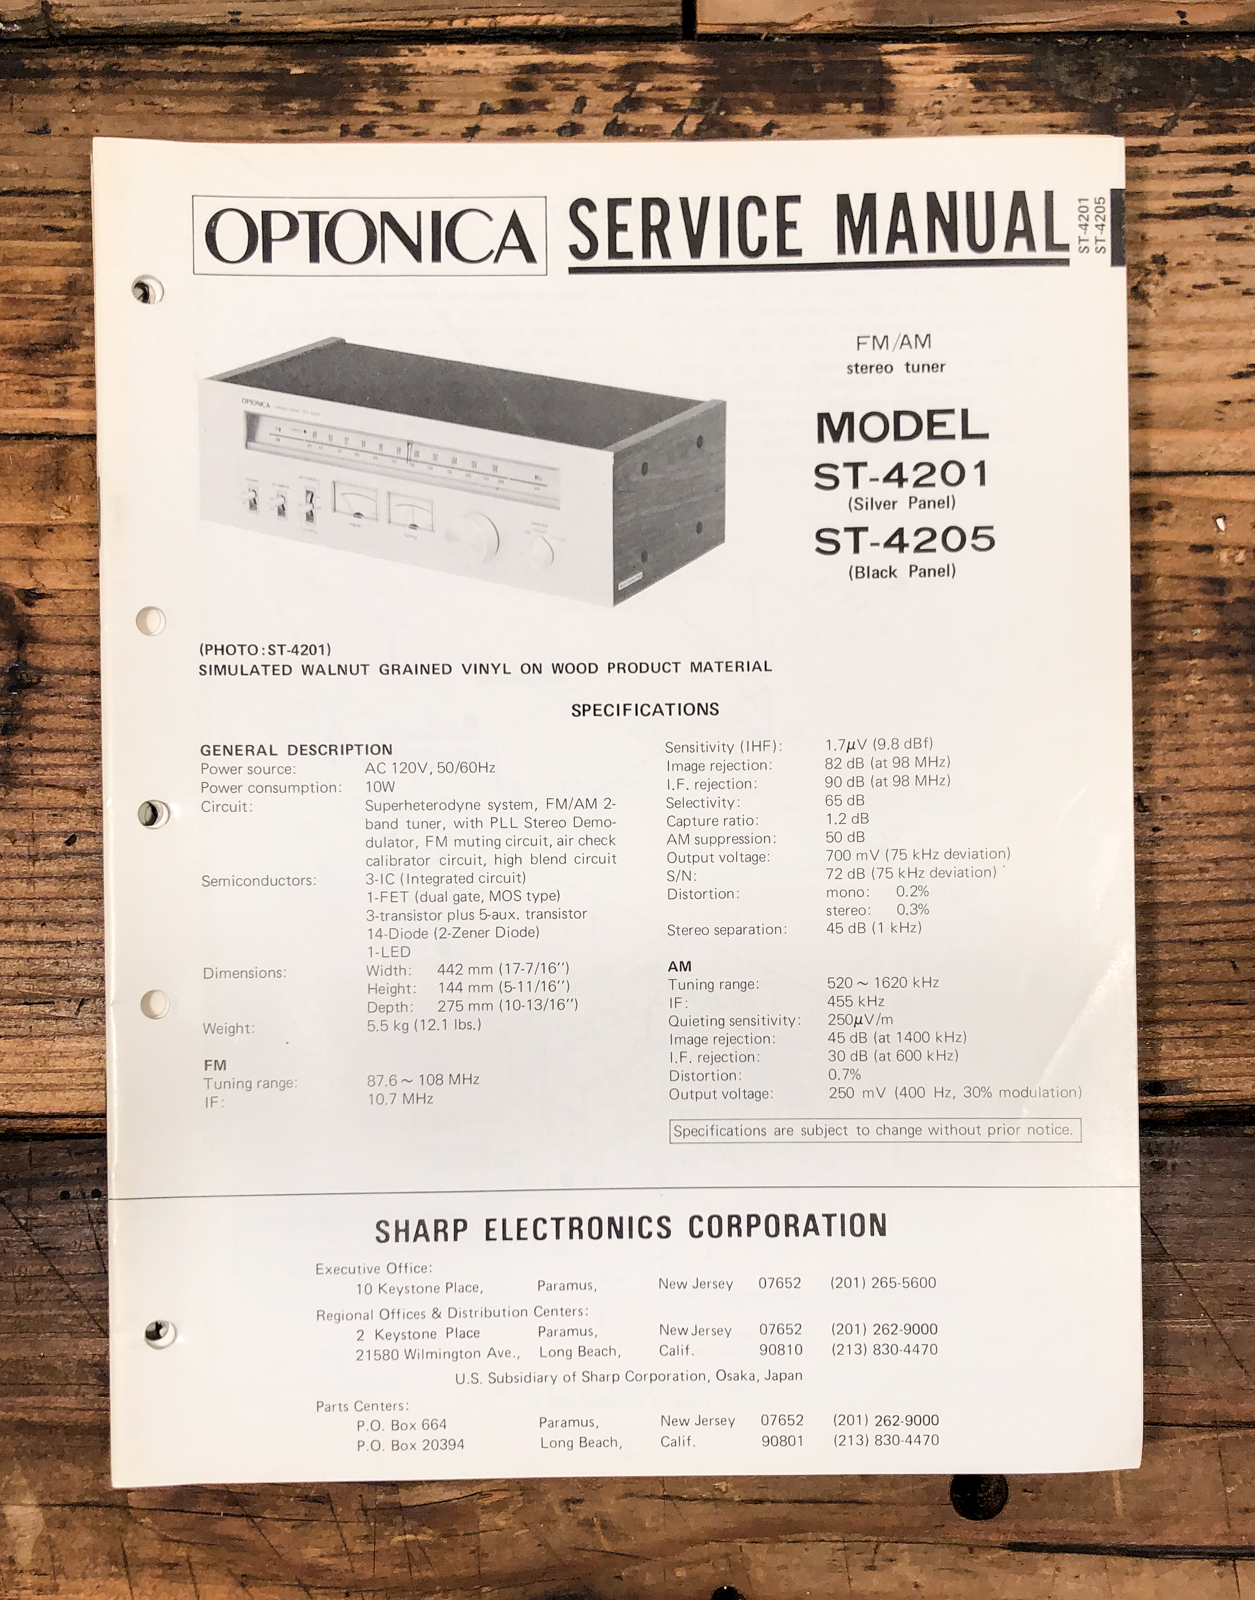 OPTONICA SERVICE MANUAL
ST-4201
ST-4205
FM/AM
stereo tuner
MODEL
ST-4201
(Silver Panel)
ST-4205
(Black Panel)
OPTONICA
(PHOTO:ST-4201)
SIMULATED WALNUT GRAINED VINYL ON WOOD PRODUCT MATERIAL
SPECIFICATIONS
GENERAL DESCRIPTION
Power source: AC 120V, 50/60Hz
Power consumption: 10W
Circuit: Superheterodyne system, FM/AM 2-
band tuner, with PLL Stereo Demo-
dulator, FM muting circuit, air check
calibrator circuit, high blend circuit
Semiconductors: 3-IC (Integrated circuit)
1-FET (dual gate, MOS type)
3-transistor plus 5-aux. transistor
14-Diode (2-Zener Diode)
1-LED
Dimensions: Width: 442 mm (17-7/16")
Height: 144 mm (5-11/16")
Depth: 275 mm (10-13/16")
Weight: 5.5 kg (12.1 lbs.)
FM
Tuning range: 87.6 ~ 108 MHz
IF: 10.7 MHz
Sensitivity (IHF): 1.7μV (9.8 dBf)
Image rejection: 82 dB (at 98 MHz)
I.F. rejection: 90 dB (at 98 MHz)
Selectivity: 65 dB
Capture ratio: 1.2 dB
AM suppression: 50 dB
Output voltage: 700 mV (75 kHz deviation)
S/N: 72 dB (75 kHz deviation)
Distortion: mono: 0.2%
stereo: 0.3%
Stereo separation: 45 dB (1 kHz)
AM
Tuning range: 520 ~ 1620 kHz
IF: 455 kHz
Quieting sensitivity: 250μV/m
Image rejection: 45 dB (at 1400 kHz)
I.F. rejection: 30 dB (at 600 kHz)
Distortion: 0.7%
Output voltage: 250 mV (400 Hz, 30% modulation)
Specifications are subject to change without prior notice.
SHARP ELECTRONICS CORPORATION
Executive Office:
10 Keystone Place, Paramus, New Jersey 07652 (201) 265-5600
Regional Offices & Distribution Centers:
2 Keystone Place Paramus, New Jersey 07652 (201) 262-9000
21580 Wilmington Ave., Long Beach, Calif. 90810 (213) 830-4470
U.S. Subsidiary of Sharp Corporation, Osaka, Japan
Parts Centers:
P.O. Box 664 Paramus, New Jersey 07652 (201) 262-9000
P.O. Box 20394 Long Beach, Calif. 90801 (213) 830-4470